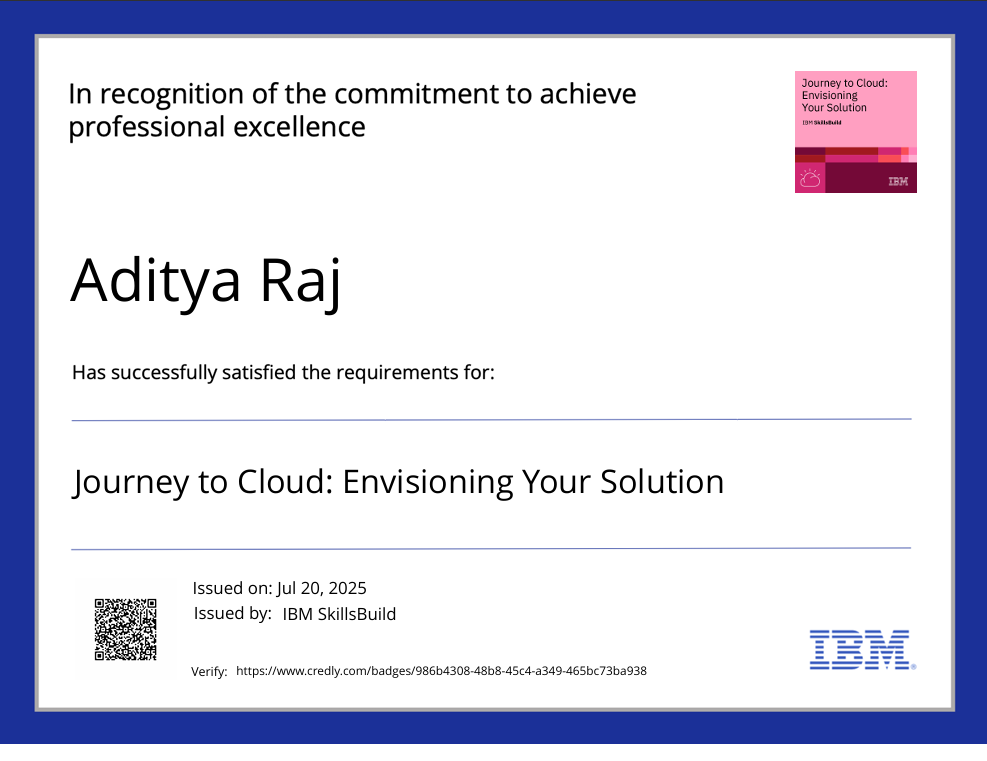 In recognition of the commitment to achieve
professional excellence
Journey to Cloud:
Envisioning
Your Solution
IBM SkillsBuild
IBM
Aditya Raj
Has successfully satisfied the requirements for:
Journey to Cloud: Envisioning Your Solution
Issued on: Jul 20, 2025
Issued by: IBM SkillsBuild
Verify: https://www.credly.com/badges/986b4308-48b8-45c4-a349-465bc73ba938
IBM®